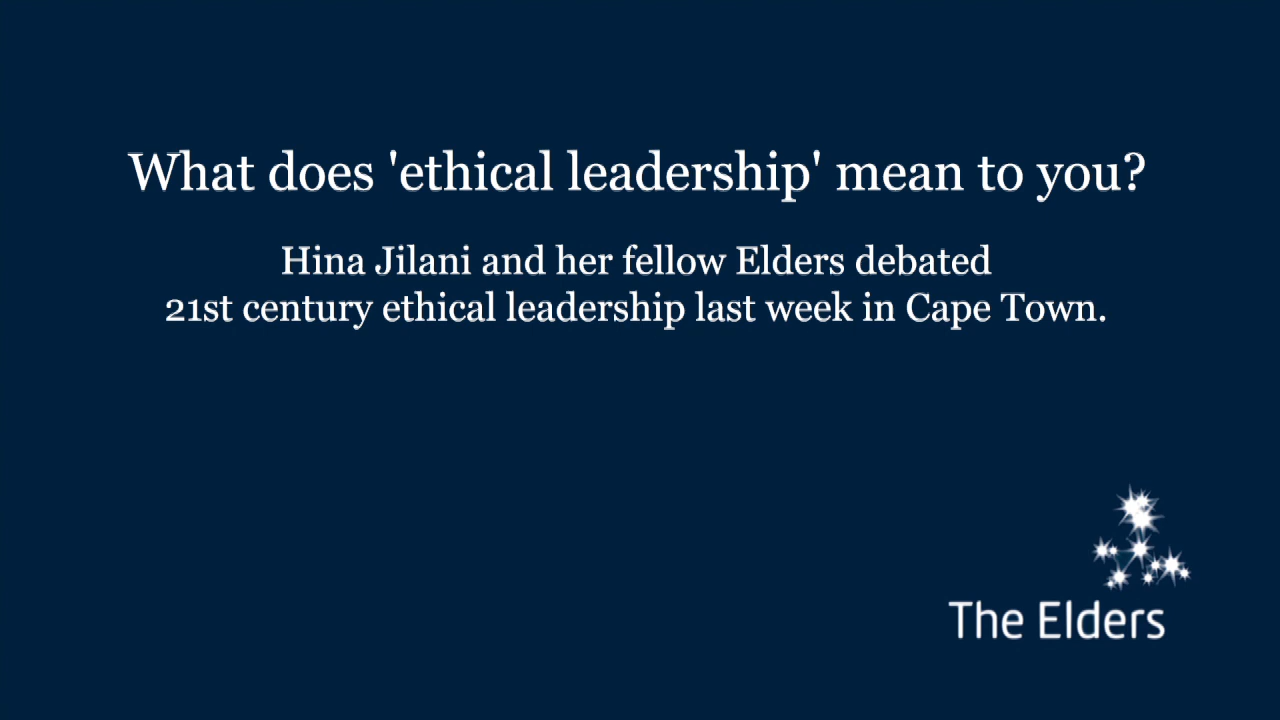 What does 'ethical leadership' mean to you?
Hina Jilani and her fellow Elders debated
21st century ethical leadership last week in Cape Town.
The Elders